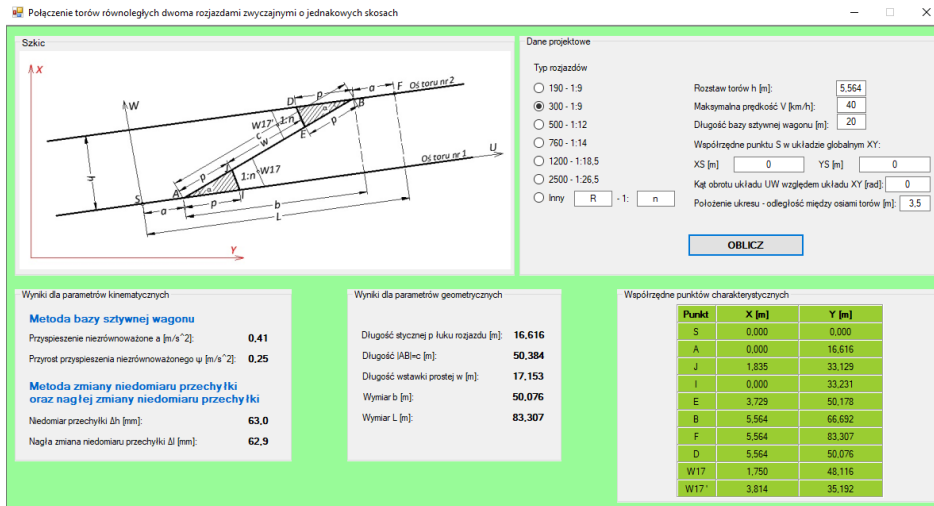 Połączenie torów równoległych dwoma rozjazdami zwyczajnymi o jednakowych skosach
Szkic
X
W
D
p
a
F
Oś toru nr 2
B
W17'
1:n
E
c
w
p
h
p
Oś toru nr 1
U
1:n
W17
A
S
a
p
I
b
L
Y
Dane projektowe
Typ rozjazdów
190 - 1:9
300 - 1:9
500 - 1:12
760 - 1:14
1200 - 1:18,5
2500 - 1:26,5
Inny R - 1: n
Rozstaw torów h [m]: 5,564
Maksymalna prędkość V [km/h]: 40
Długość bazy sztywnej wagonu [m]: 20
Współrzędne punktu S w układzie globalnym XY:
XS [m] 0 YS [m] 0
Kąt obrotu układu UW względem układu XY [rad]: 0
Położenie ukresu - odległość między osiami torów [m]: 3,5
OBLICZ
Wyniki dla parametrów kinematycznych
Metoda bazy sztywnej wagonu
Przyspieszenie niezrównoważone a [m/s^2]: 0,41
Przyrost przyspieszenia niezrównoważonego ψ [m/s^2]: 0,25
Metoda zmiany niedomiaru przechyłki
oraz nagłej zmiany niedomiaru przechyłki
Niedomiar przechyłki Δh [mm]: 63,0
Nagła zmiana niedomiaru przechyłki ΔI [mm]: 62,9
Wyniki dla parametrów geometrycznych
Długość stycznej p łuku rozjazdu [m]: 16,616
Długość |AB|=c [m]: 50,384
Długość wstawki prostej w [m]: 17,153
Wymiar b [m]: 50,076
Wymiar L [m]: 83,307
Współrzędne punktów charakterystycznych
Punkt X [m] Y [m]
S 0,000 0,000
A 0,000 16,616
J 1,835 33,129
I 0,000 33,231
E 3,729 50,178
B 5,564 66,692
F 5,564 83,307
D 5,564 50,076
W17 1,750 48,116
W17 ' 3,814 35,192